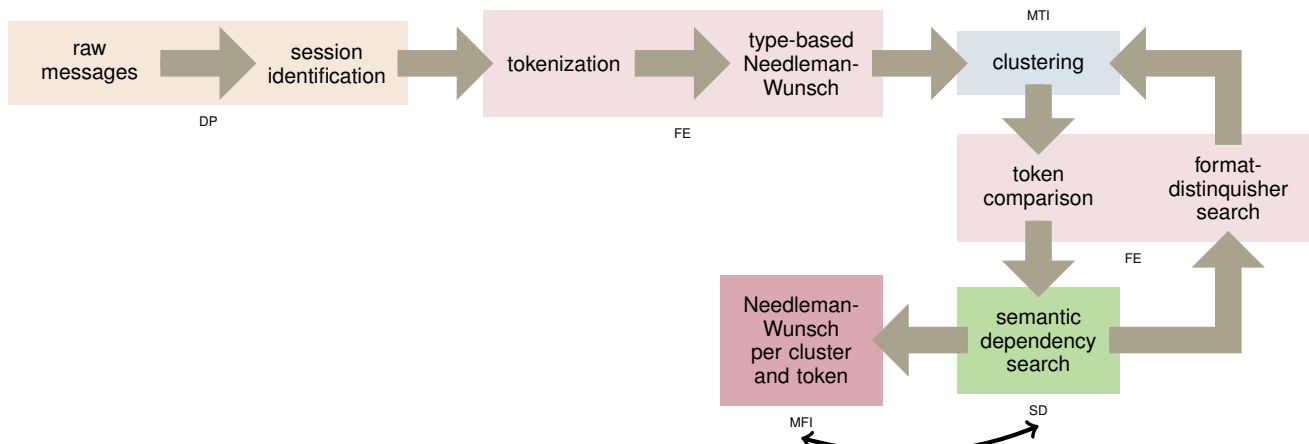 raw
messages
session
identification
DP
tokenization
type-based
Needleman-
Wunsch
FE
MTI
clustering
token
comparison
format-
distinquisher
search
FE
semantic
dependency
search
SD
Needleman-
Wunsch
per cluster
and token
MFI